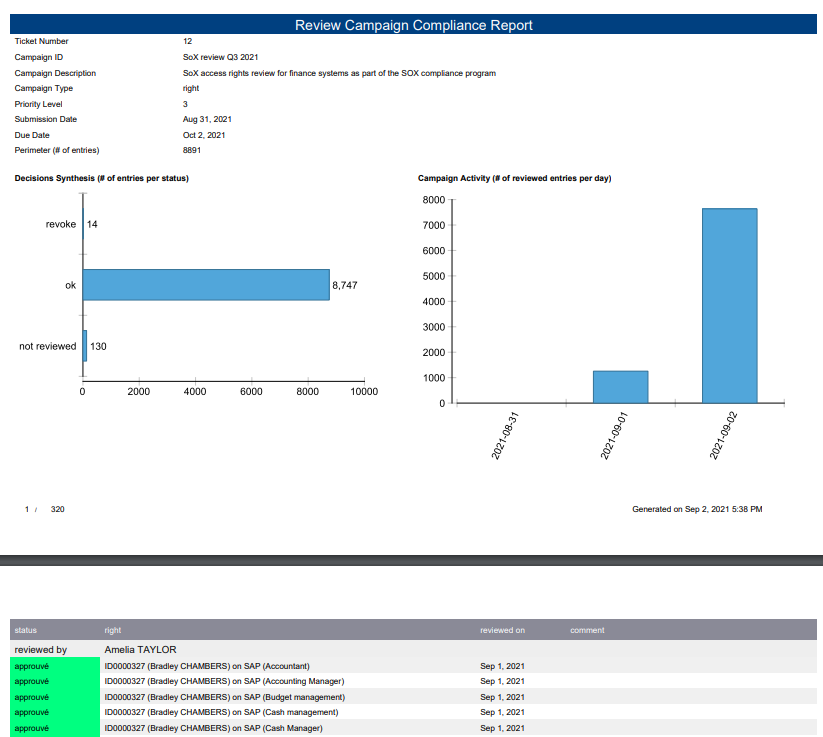 Review Campaign Compliance Report
Ticket Number 12
Campaign ID SoX review Q3 2021
Campaign Description SoX access rights review for finance systems as part of the SOX compliance program
Campaign Type right
Priority Level 3
Submission Date Aug 31, 2021
Due Date Oct 2, 2021
Perimeter (# of entries) 8891
Decisions Synthesis (# of entries per status)
revoke 14
ok 8,747
not reviewed 130
0 2000 4000 6000 8000 10000
Campaign Activity (# of reviewed entries per day)
8000
7000
6000
5000
4000
3000
2000
1000
0
2021-08-31 2021-09-01 2021-09-02
1 / 320 Generated on Sep 2, 2021 5:38 PM
status right reviewed on comment
reviewed by Amelia TAYLOR
approuvé ID0000327 (Bradley CHAMBERS) on SAP (Accountant) Sep 1, 2021
approuvé ID0000327 (Bradley CHAMBERS) on SAP (Accounting Manager) Sep 1, 2021
approuvé ID0000327 (Bradley CHAMBERS) on SAP (Budget management) Sep 1, 2021
approuvé ID0000327 (Bradley CHAMBERS) on SAP (Cash management) Sep 1, 2021
approuvé ID0000327 (Bradley CHAMBERS) on SAP (Cash Manager) Sep 1, 2021